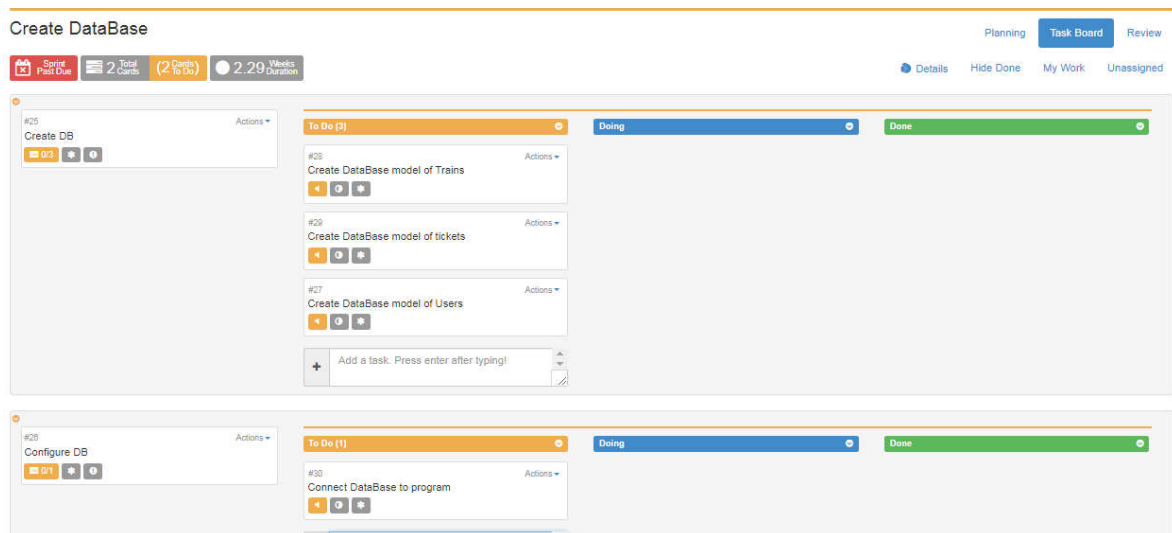 Create DataBase
Planning Task Board Review
Sprint Past Due 2 Total Cards (2 Cards To Do) 2.29 Weeks Duration
Details Hide Done My Work Unassigned
#25 Actions
Create DB
0/3
To Do (3) Doing Done
#28 Actions
Create DataBase model of Trains
#29 Actions
Create DataBase model of tickets
#27 Actions
Create DataBase model of Users
+ Add a task. Press enter after typing!
#26 Actions
Configure DB
0/1
To Do (1) Doing Done
#30 Actions
Connect DataBase to program